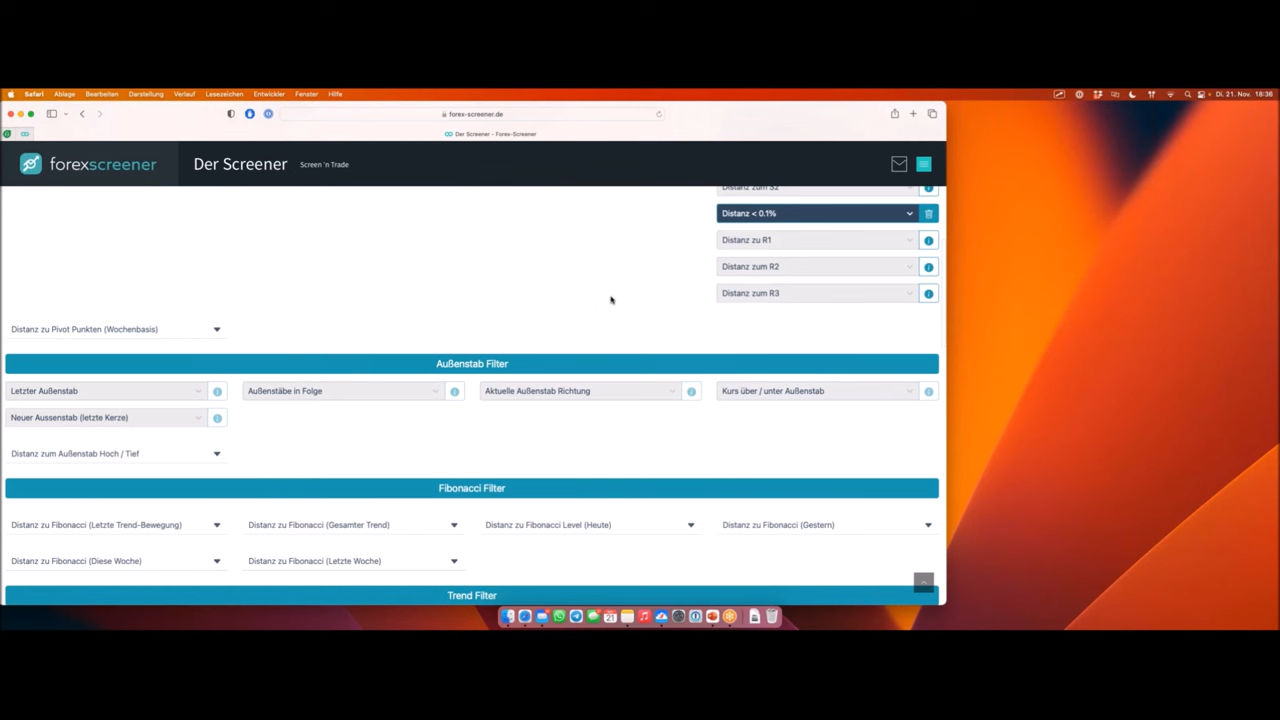 Safari Ablage Bearbeiten Darstellung Verlauf Lesezeichen Entwickler Fenster Hilfe
Di. 21. Nov. 18:36
forex-screener.de
Der Screener - Forex-Screener
forexscreener Der Screener Screen 'n Trade
Distanz zum S2
Distanz < 0.1%
Distanz zu R1
Distanz zum R2
Distanz zum R3
Distanz zu Pivot Punkten (Wochenbasis)
Außenstab Filter
Letzter Außenstab Außenstäbe in Folge Aktuelle Außenstab Richtung Kurs über / unter Außenstab
Neuer Aussenstab (letzte Kerze)
Distanz zum Außenstab Hoch / Tief
Fibonacci Filter
Distanz zu Fibonacci (Letzte Trend-Bewegung) Distanz zu Fibonacci (Gesamter Trend) Distanz zu Fibonacci Level (Heute) Distanz zu Fibonacci (Gestern)
Distanz zu Fibonacci (Diese Woche) Distanz zu Fibonacci (Letzte Woche)
Trend Filter